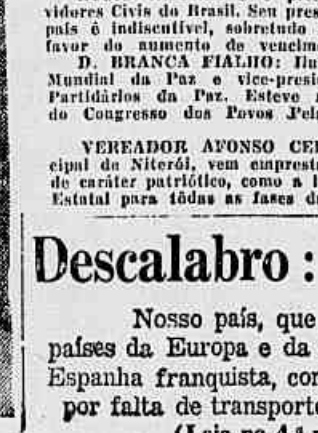 vidores Civis do Brasil. Seu pres
país é indiscutível, sobretudo
favor do aumento de vencim
D. BRANCA FIALHO:
Mundial da Paz e vice-presi
Partidários da Paz. Esteve
do Congresso dos Povos Pel
VEREADOR AFONSO CE
cipal de Niterói, vem emprest
de caráter patriótico, como a
Estatal para tôdas as fases d
Descalabro:
Nosso país, que
países da Europa e da
Espanha franquista, con
por falta de transporte